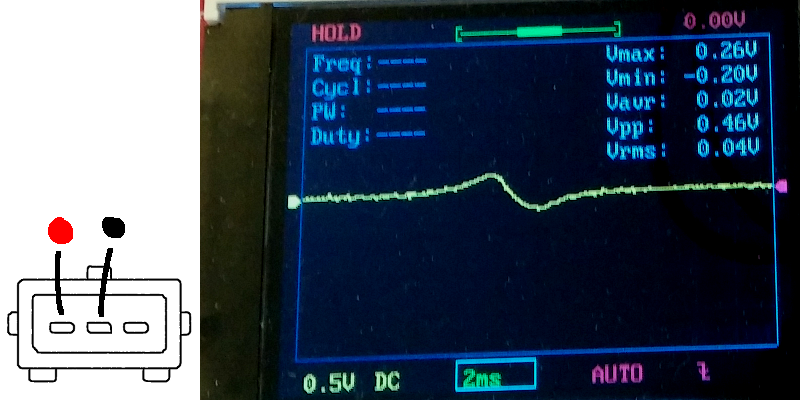 HOLD 0.00V
Freq:---- Vmax: 0.26V
Cycl:---- Vmin: -0.20V
PW: ---- Vavr: 0.02V
Duty:---- Vpp: 0.46V
Vrms: 0.04V
0.5V DC 2ms AUTO